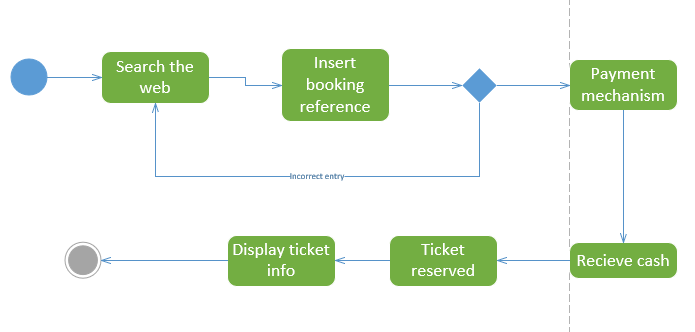 Search the
web
Insert
booking
reference
Payment
mechanism
Incorrect entry
Display ticket
info
Ticket
reserved
Recieve cash